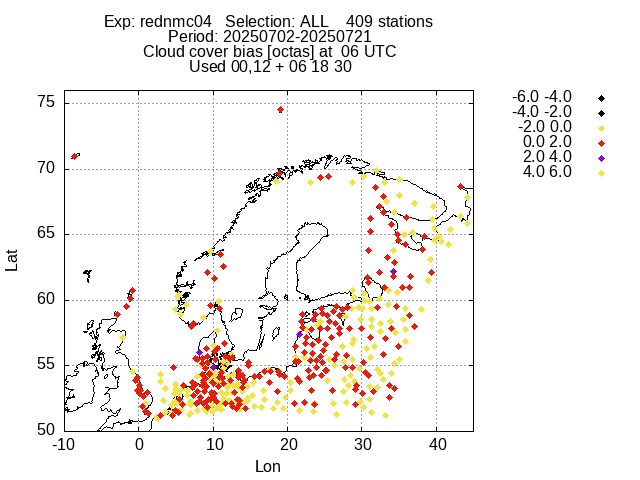 Exp: rednmc04 Selection: ALL 409 stations
Period: 20250702-20250721
Cloud cover bias [octas] at 06 UTC
Used 00,12 + 06 18 30
-6.0 -4.0
-4.0 -2.0
-2.0 0.0
0.0 2.0
2.0 4.0
4.0 6.0
75
70
65
60
55
50
Lat
-10 0 10 20 30 40
Lon